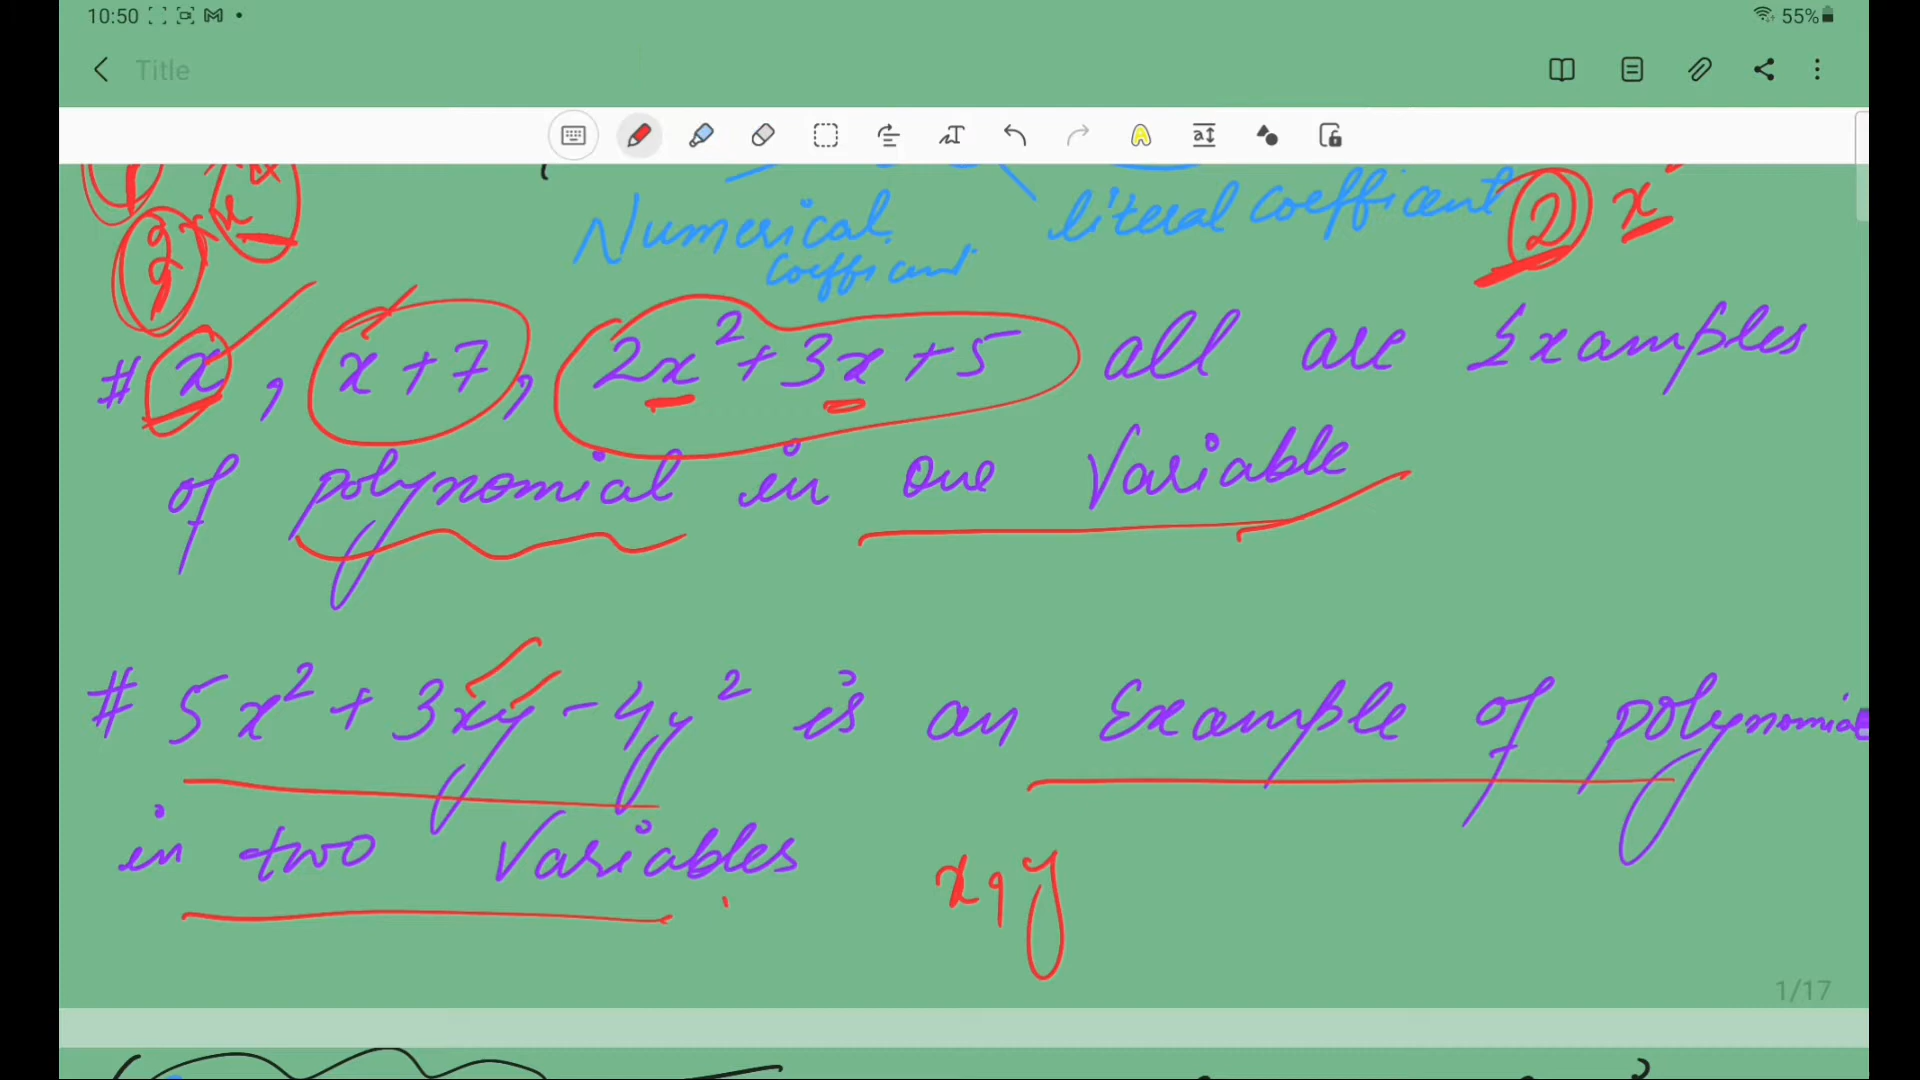 10:50
55%
Title
Numerical literal coefficient 2 x
coefficient
2 x x
# x , x + 7 , 2x² + 3x + 5 all are Examples
of polynomial in one Variable
# 5x² + 3xy - 4y² is an Example of polynomial
in two Variables
x, y
1/17